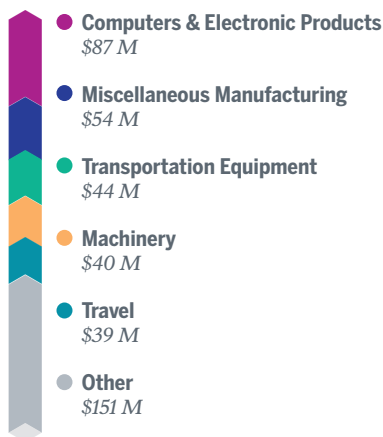 Computers & Electronic Products
$87 M
Miscellaneous Manufacturing
$54 M
Transportation Equipment
$44 M
Machinery
$40 M
Travel
$39 M
Other
$151 M